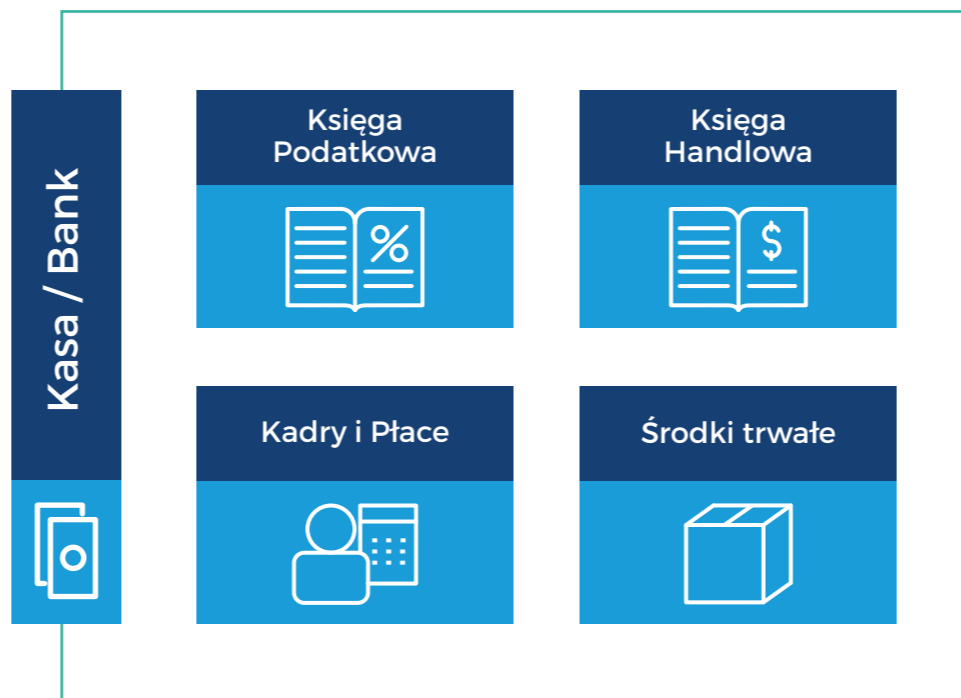 Kasa / Bank
Księga
Podatkowa
%
Księga
Handlowa
$
Kadry i Płace
Środki trwałe